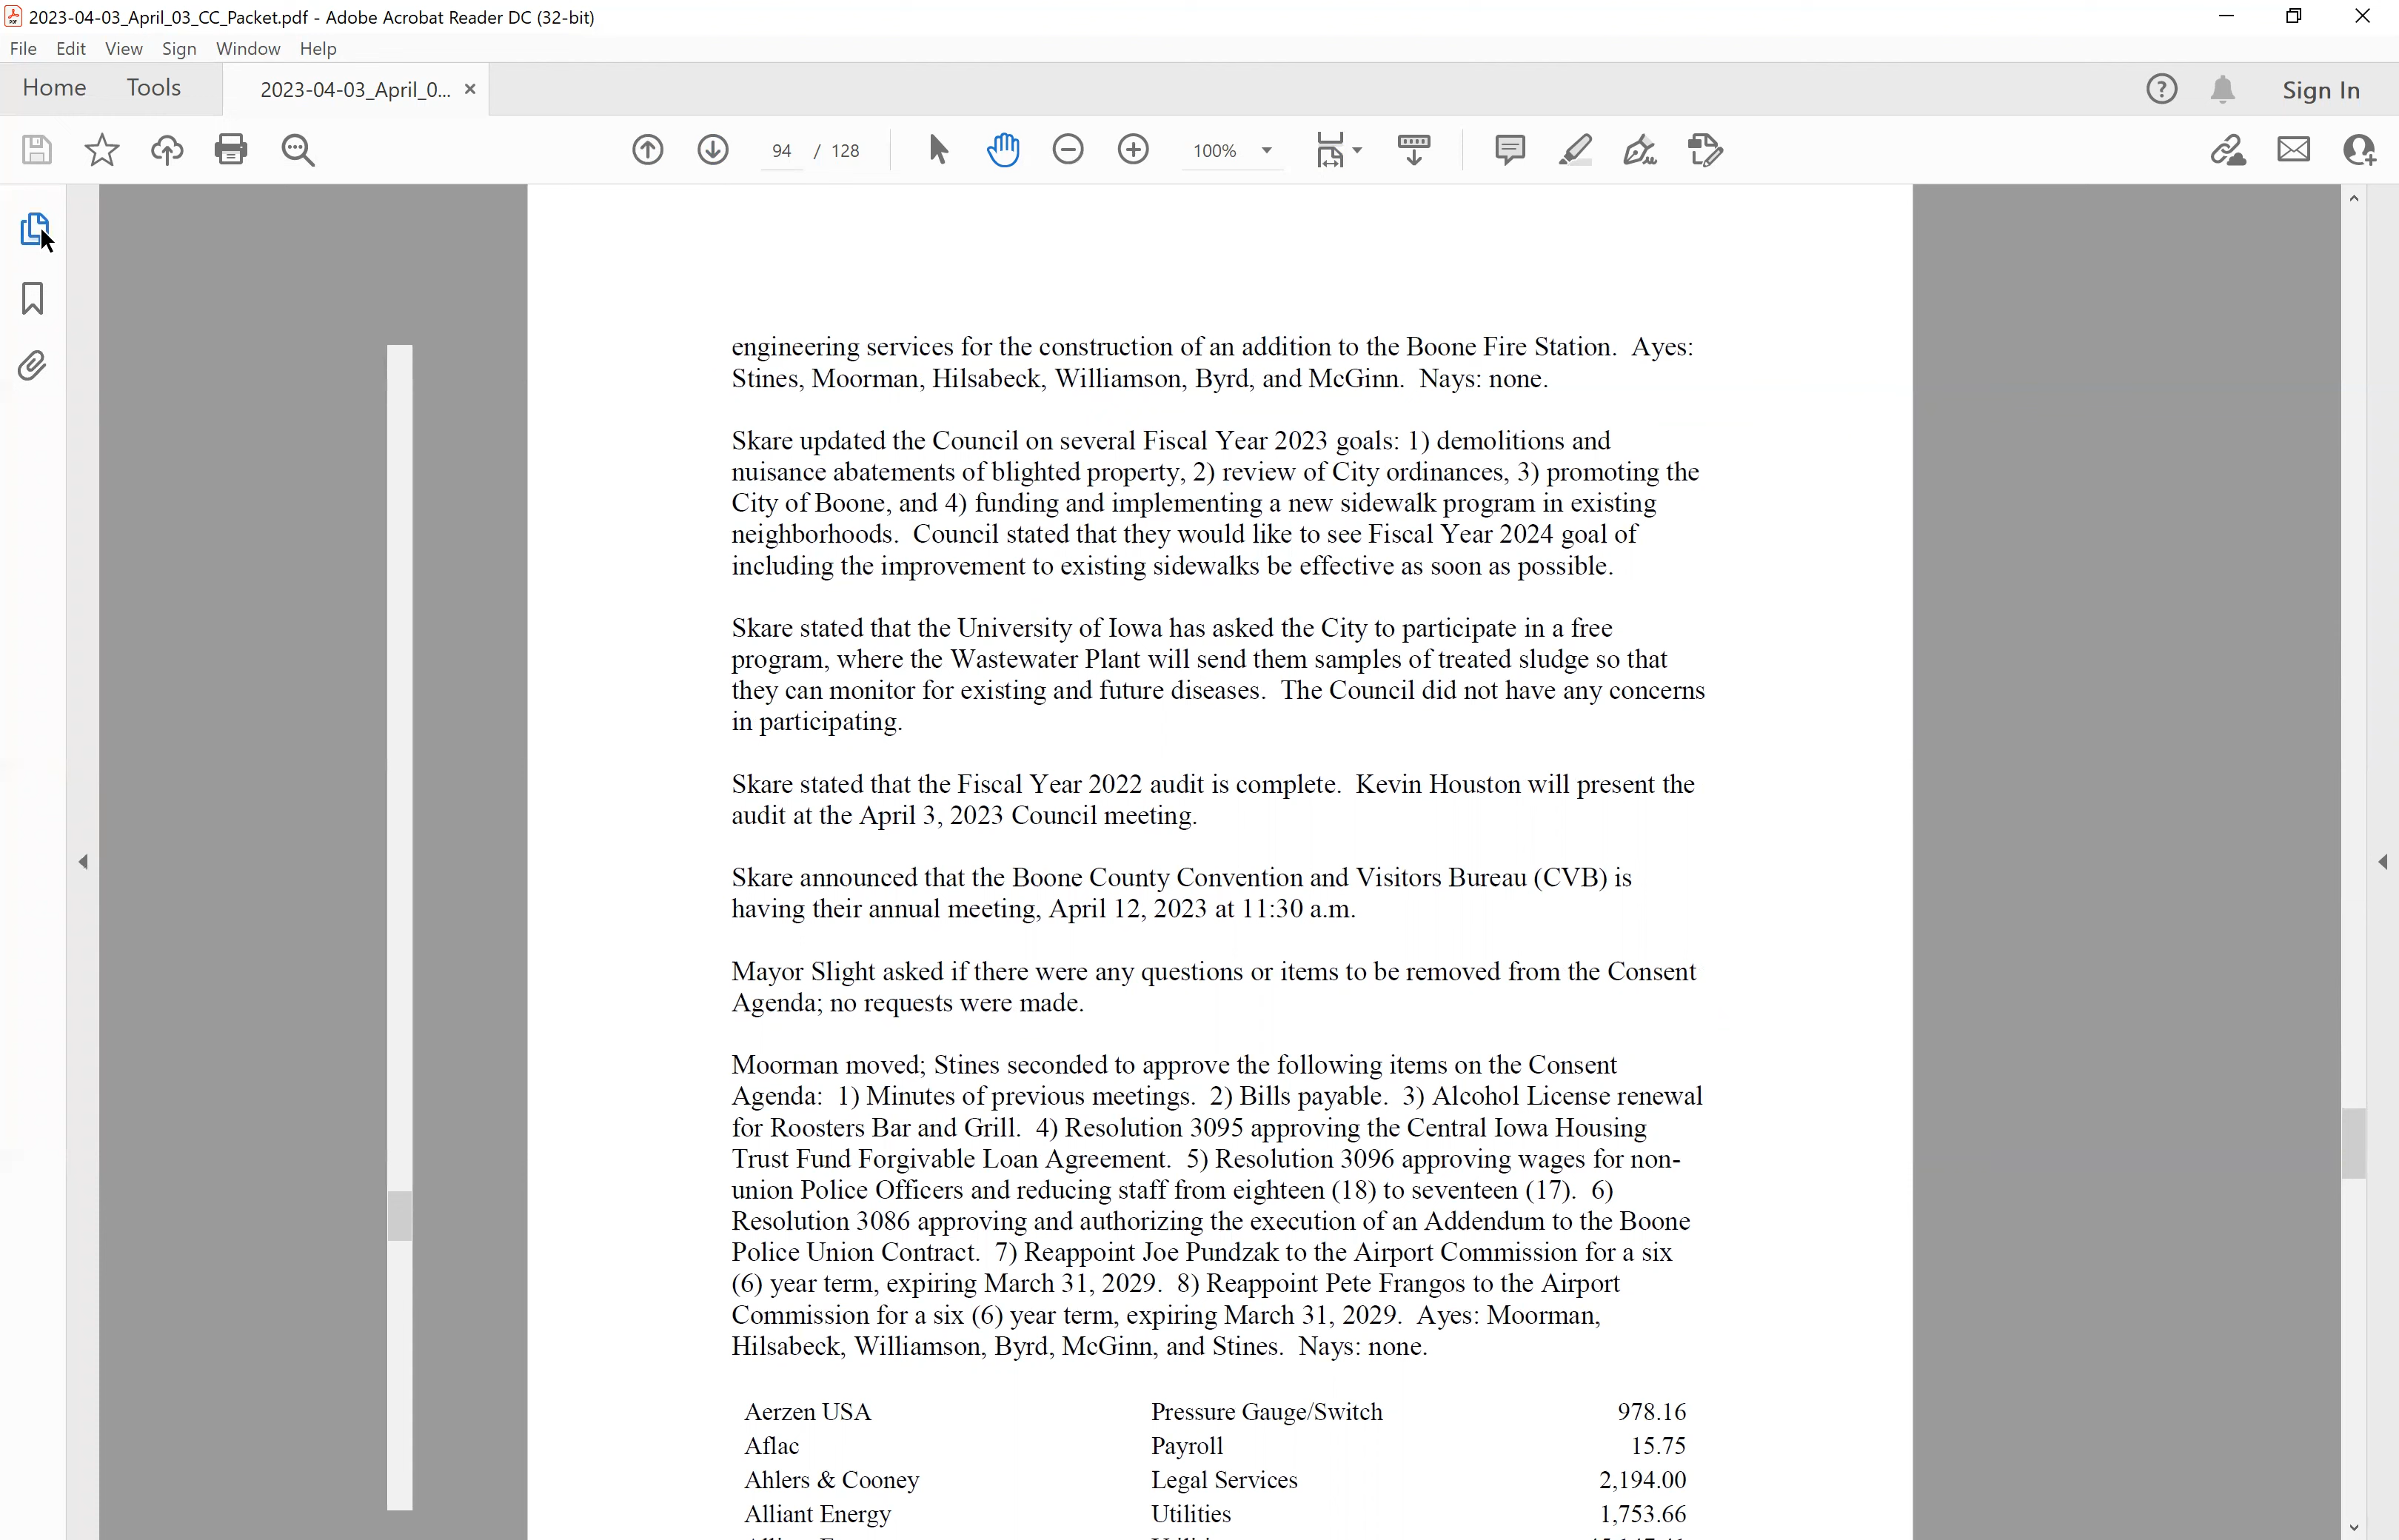 2023-04-03_April_03_CC_Packet.pdf - Adobe Acrobat Reader DC (32-bit)
File Edit View Sign Window Help
Home Tools 2023-04-03_April_0... × Sign In
94 / 128 100%
engineering services for the construction of an addition to the Boone Fire Station. Ayes:
Stines, Moorman, Hilsabeck, Williamson, Byrd, and McGinn. Nays: none.
Skare updated the Council on several Fiscal Year 2023 goals: 1) demolitions and
nuisance abatements of blighted property, 2) review of City ordinances, 3) promoting the
City of Boone, and 4) funding and implementing a new sidewalk program in existing
neighborhoods. Council stated that they would like to see Fiscal Year 2024 goal of
including the improvement to existing sidewalks be effective as soon as possible.
Skare stated that the University of Iowa has asked the City to participate in a free
program, where the Wastewater Plant will send them samples of treated sludge so that
they can monitor for existing and future diseases. The Council did not have any concerns
in participating.
Skare stated that the Fiscal Year 2022 audit is complete. Kevin Houston will present the
audit at the April 3, 2023 Council meeting.
Skare announced that the Boone County Convention and Visitors Bureau (CVB) is
having their annual meeting, April 12, 2023 at 11:30 a.m.
Mayor Slight asked if there were any questions or items to be removed from the Consent
Agenda; no requests were made.
Moorman moved; Stines seconded to approve the following items on the Consent
Agenda: 1) Minutes of previous meetings. 2) Bills payable. 3) Alcohol License renewal
for Roosters Bar and Grill. 4) Resolution 3095 approving the Central Iowa Housing
Trust Fund Forgivable Loan Agreement. 5) Resolution 3096 approving wages for non-
union Police Officers and reducing staff from eighteen (18) to seventeen (17). 6)
Resolution 3086 approving and authorizing the execution of an Addendum to the Boone
Police Union Contract. 7) Reappoint Joe Pundzak to the Airport Commission for a six
(6) year term, expiring March 31, 2029. 8) Reappoint Pete Frangos to the Airport
Commission for a six (6) year term, expiring March 31, 2029. Ayes: Moorman,
Hilsabeck, Williamson, Byrd, McGinn, and Stines. Nays: none.
Aerzen USA Pressure Gauge/Switch 978.16
Aflac Payroll 15.75
Ahlers & Cooney Legal Services 2,194.00
Alliant Energy Utilities 1,753.66